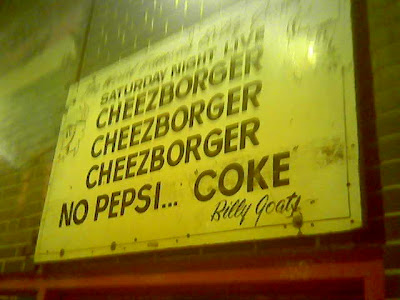 SATURDAY NIGHT LIVE
CHEEZBORGER
CHEEZBORGER
CHEEZBORGER
NO PEPSI... "COKE"
Billy Goat